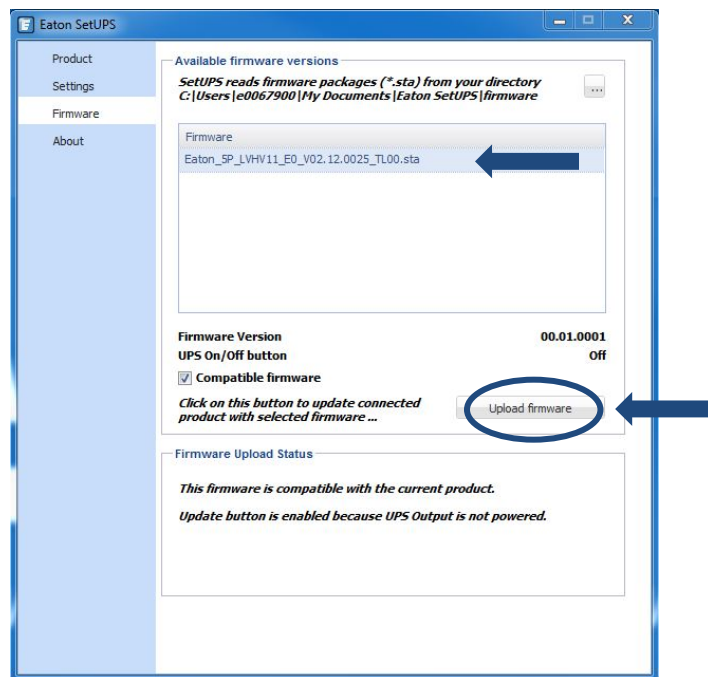 Eaton SetUPS
Product
Settings
Firmware
About
Available firmware versions
SetUPS reads firmware packages (*.sta) from your directory
C:|Users|e0067900|My Documents|Eaton SetUPS|firmware
...
Firmware
Eaton_5P_LVHV11_E0_V02.12.0025_TL00.sta
Firmware Version 00.01.0001
UPS On/Off button Off
Compatible firmware
Click on this button to update connected
product with selected firmware ...
Upload firmware
Firmware Upload Status
This firmware is compatible with the current product.
Update button is enabled because UPS Output is not powered.